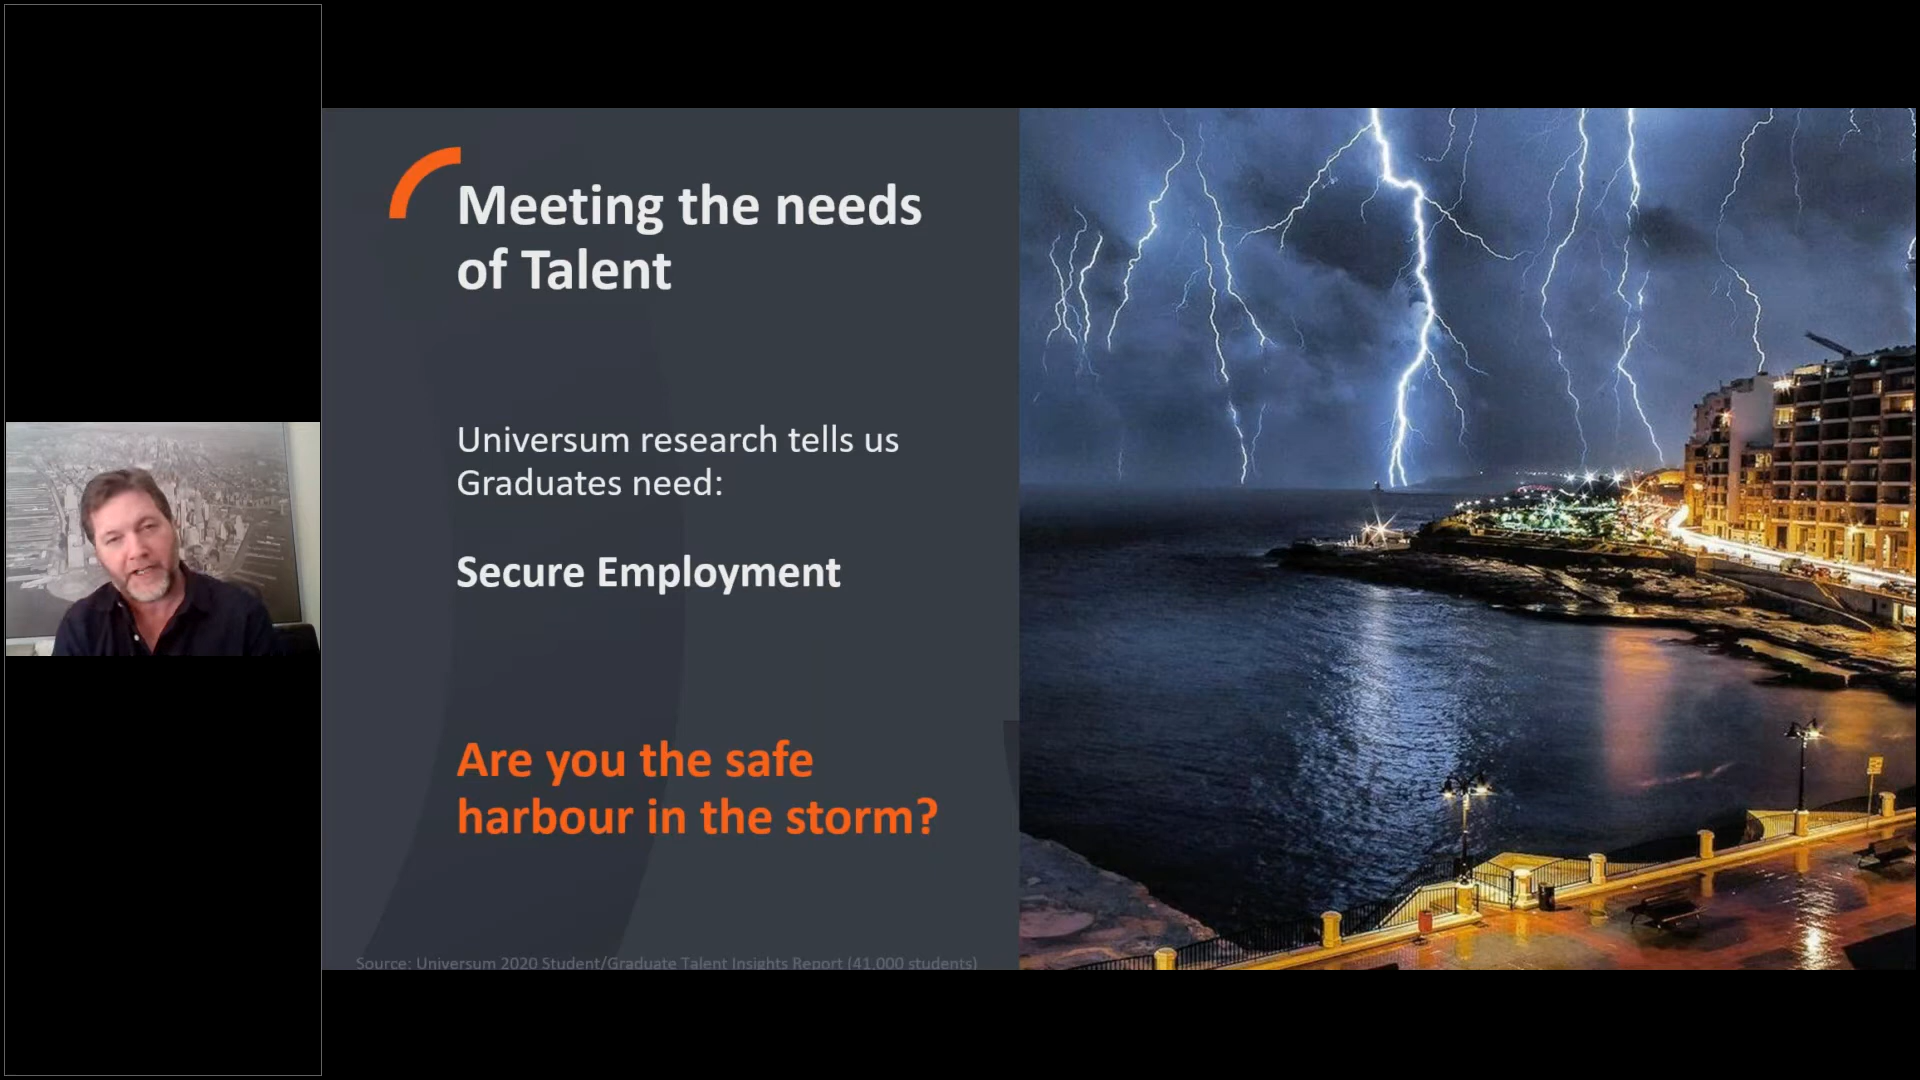 Meeting the needs
of Talent
Universum research tells us
Graduates need:
Secure Employment
Are you the safe
harbour in the storm?
Source: Universum 2020 Student/Graduate Talent Insights Report (41,000 students)